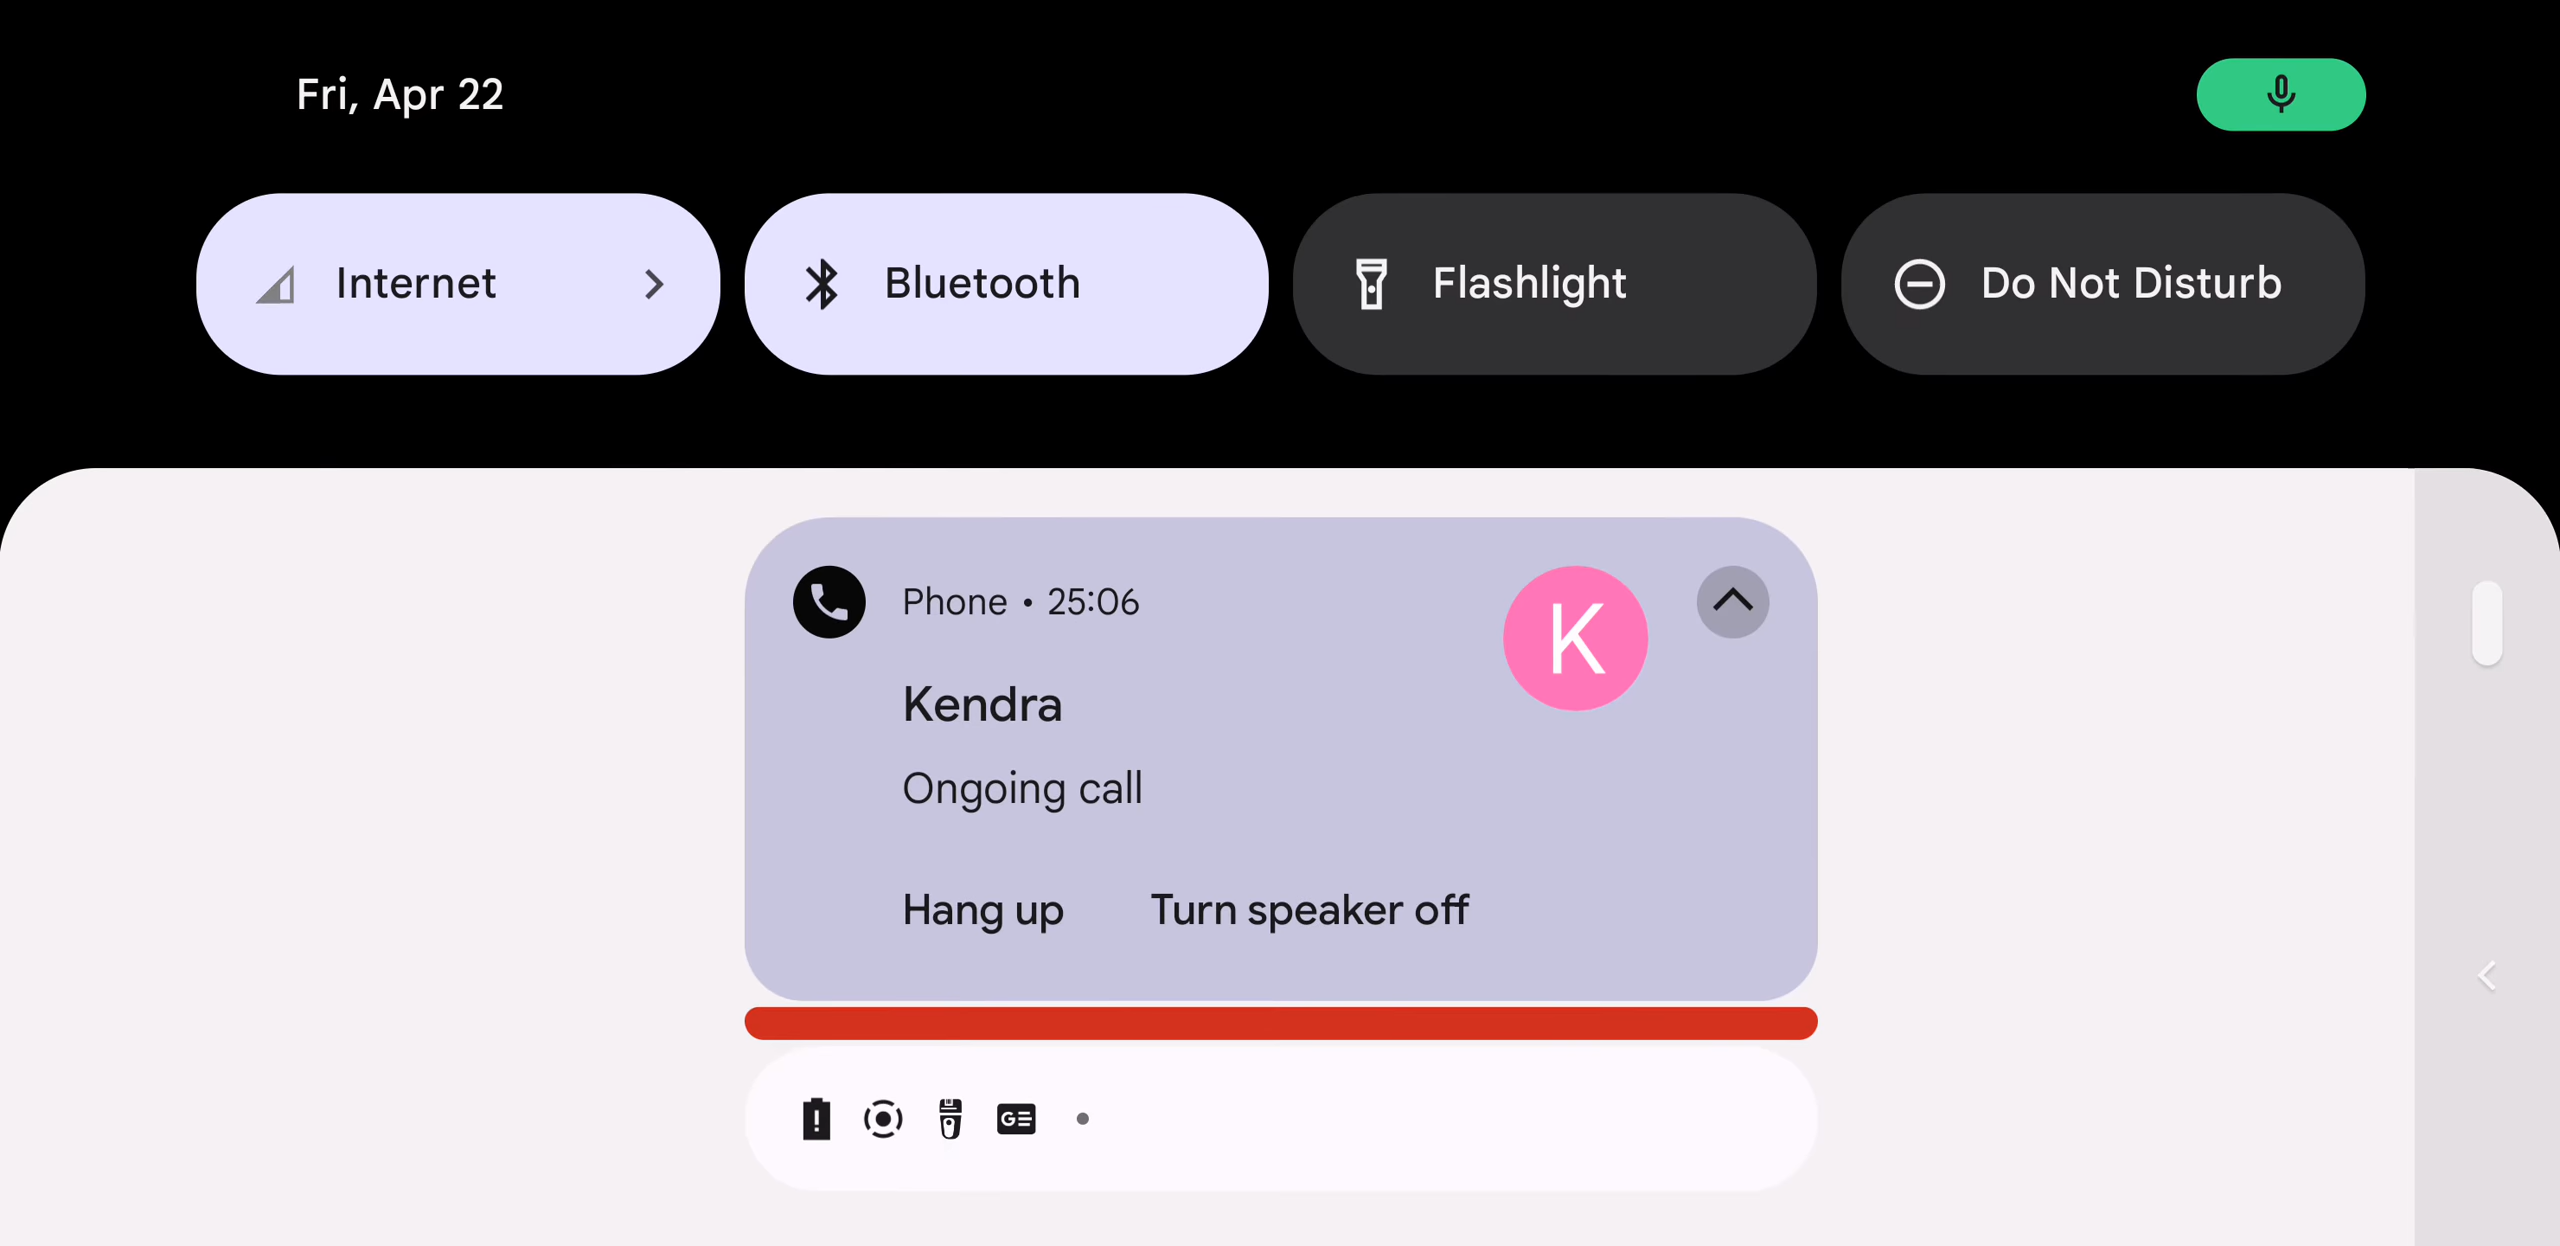 Fri, Apr 22
Internet
Bluetooth
Flashlight
Do Not Disturb
Phone • 25:06
K
Kendra
Ongoing call
Hang up
Turn speaker off
GE